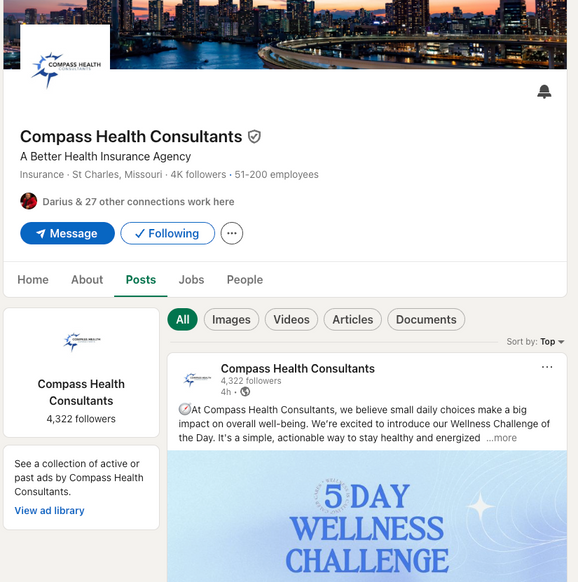 COMPASS HEALTH
CONSULTANTS
Compass Health Consultants
A Better Health Insurance Agency
Insurance · St Charles, Missouri · 4K followers · 51-200 employees
Darius & 27 other connections work here
Message
Following
Home About Posts Jobs People
Compass Health
Consultants
4,322 followers
See a collection of active or
past ads by Compass Health
Consultants.
View ad library
All Images Videos Articles Documents
Sort by: Top
Compass Health Consultants
4,322 followers
4h ·
At Compass Health Consultants, we believe small daily choices make a big
impact on overall well-being. We're excited to introduce our Wellness Challenge of
the Day. It's a simple, actionable way to stay healthy and energized ...more
5 DAY
WELLNESS
CHALLENGE